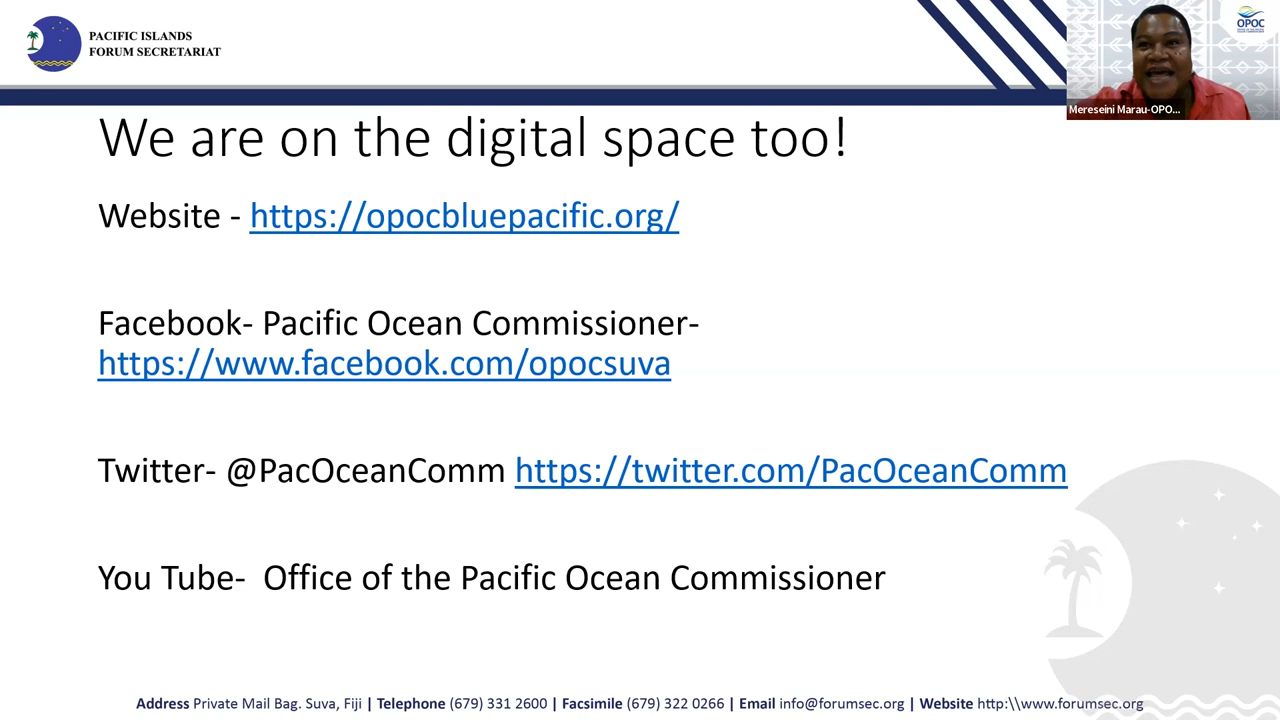 PACIFIC ISLANDS
FORUM SECRETARIAT
OPOC
Mereseini Marau-OPO...
We are on the digital space too!
Website - https://opocbluepacific.org/
Facebook- Pacific Ocean Commissioner-
https://www.facebook.com/opocsuva
Twitter- @PacOceanComm https://twitter.com/PacOceanComm
You Tube-  Office of the Pacific Ocean Commissioner
Address Private Mail Bag. Suva, Fiji | Telephone (679) 331 2600 | Facsimile (679) 322 0266 | Email info@forumsec.org | Website http:\\www.forumsec.org